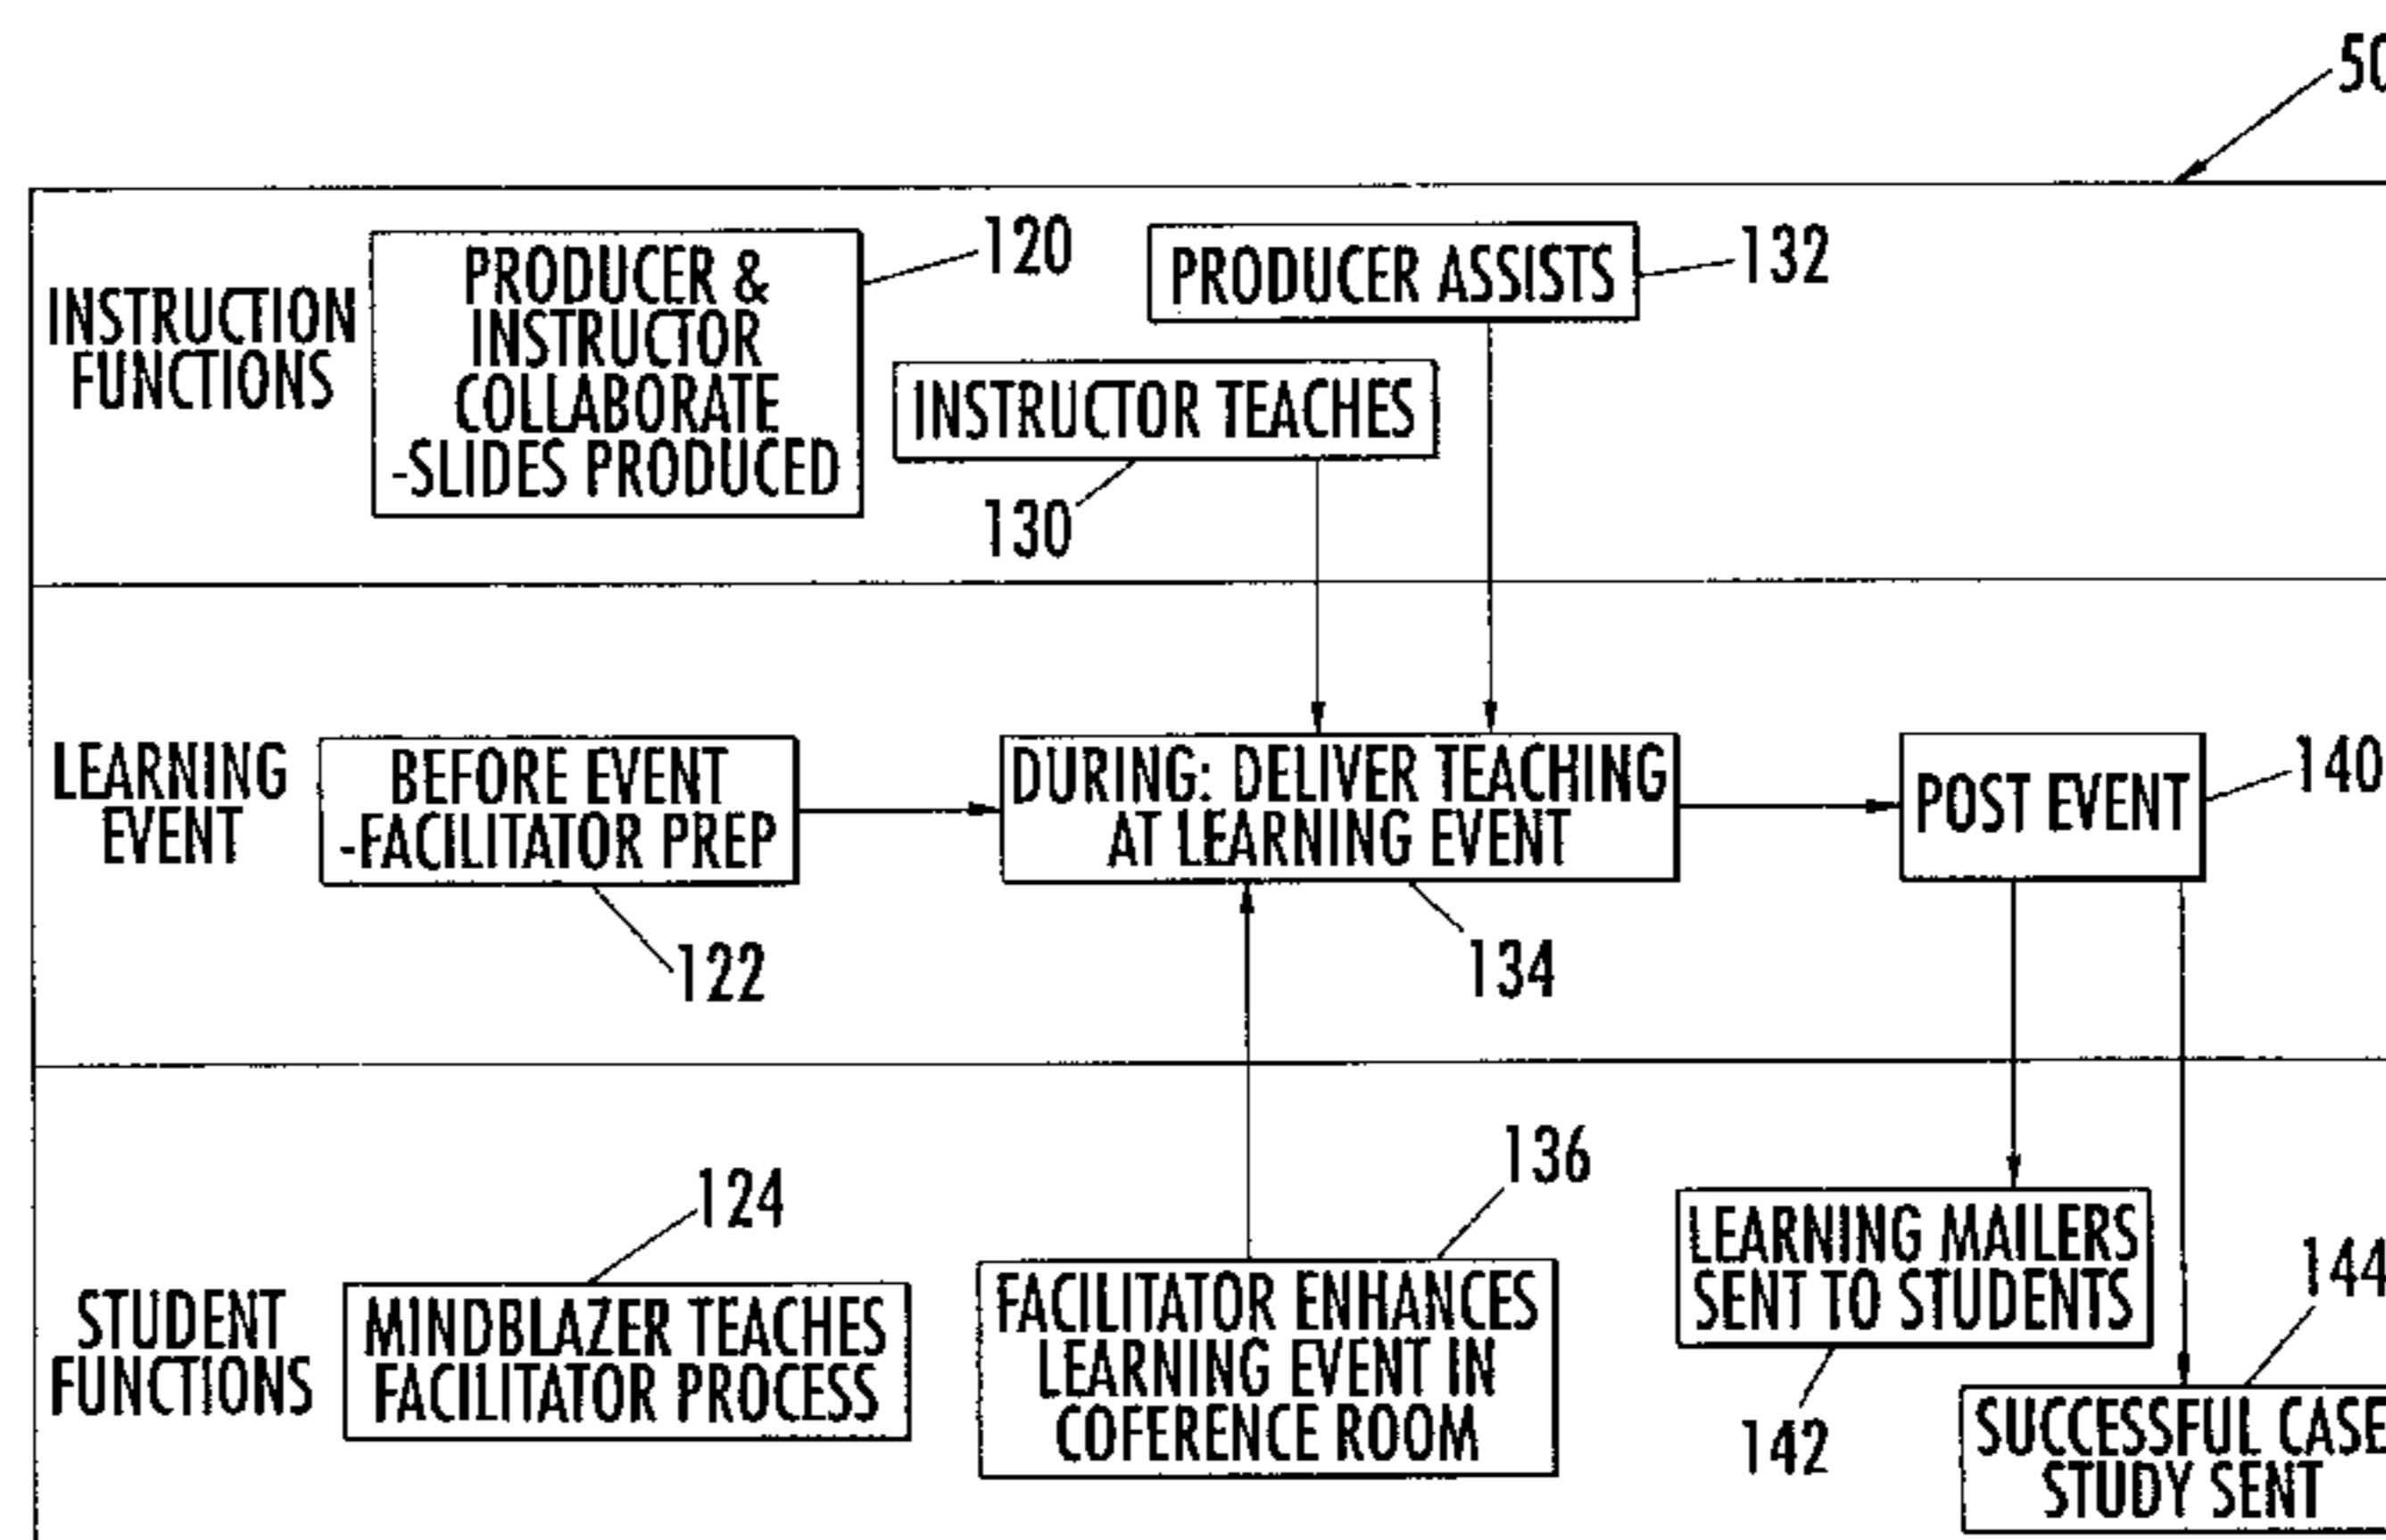 50
INSTRUCTION
FUNCTIONS
PRODUCER &
INSTRUCTOR
COLLABORATE
-SLIDES PRODUCED
120
PRODUCER ASSISTS
132
INSTRUCTOR TEACHES
130
LEARNING
EVENT
BEFORE EVENT
-FACILITATOR PREP
122
DURING: DELIVER TEACHING
AT LEARNING EVENT
134
POST EVENT
140
STUDENT
FUNCTIONS
124
MINDBLAZER TEACHES
FACILITATOR PROCESS
136
FACILITATOR ENHANCES
LEARNING EVENT IN
COFERENCE ROOM
LEARNING MAILERS
SENT TO STUDENTS
142
144
SUCCESSFUL CASE
STUDY SENT